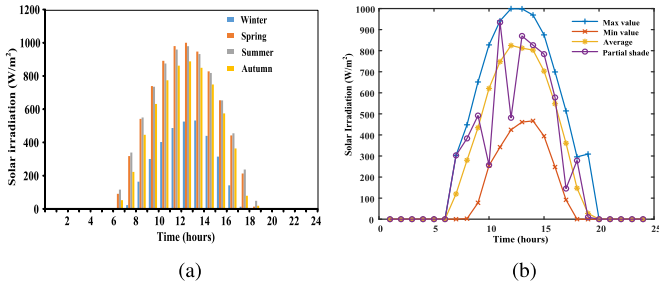 (a)
1200
1000
800
600
400
200
0
Solar irradiation (W/m²)
Winter
Spring
Summer
Autumn
2 4 6 8 10 12 14 16 18 20 22 24
Time (hours)
(a)
1000
900
800
700
600
500
400
300
200
100
0
Solar Irradiation (W/m²)
Max value
Min value
Average
Partial shade
0 5 10 15 20 25
Time (hours)
(b)